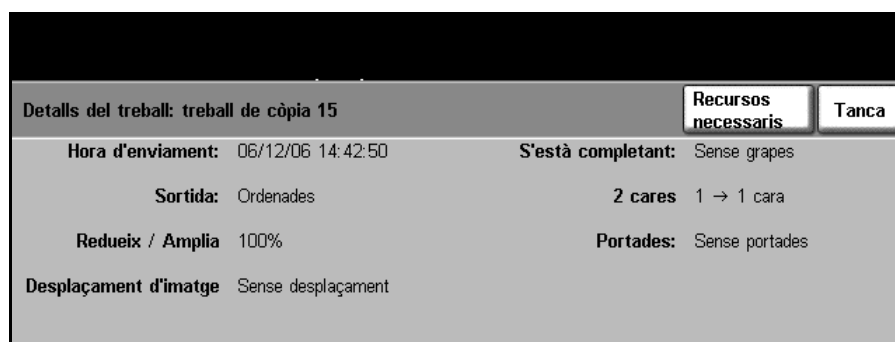 Detalls del treball: treball de còpia 15
Recursos
necessaris
Tanca
Hora d'enviament: 06/12/06 14:42:50
S'està completant: Sense grapes
Sortida: Ordenades
2 cares 1 → 1 cara
Redueix / Amplia 100%
Portades: Sense portades
Desplaçament d'imatge Sense desplaçament